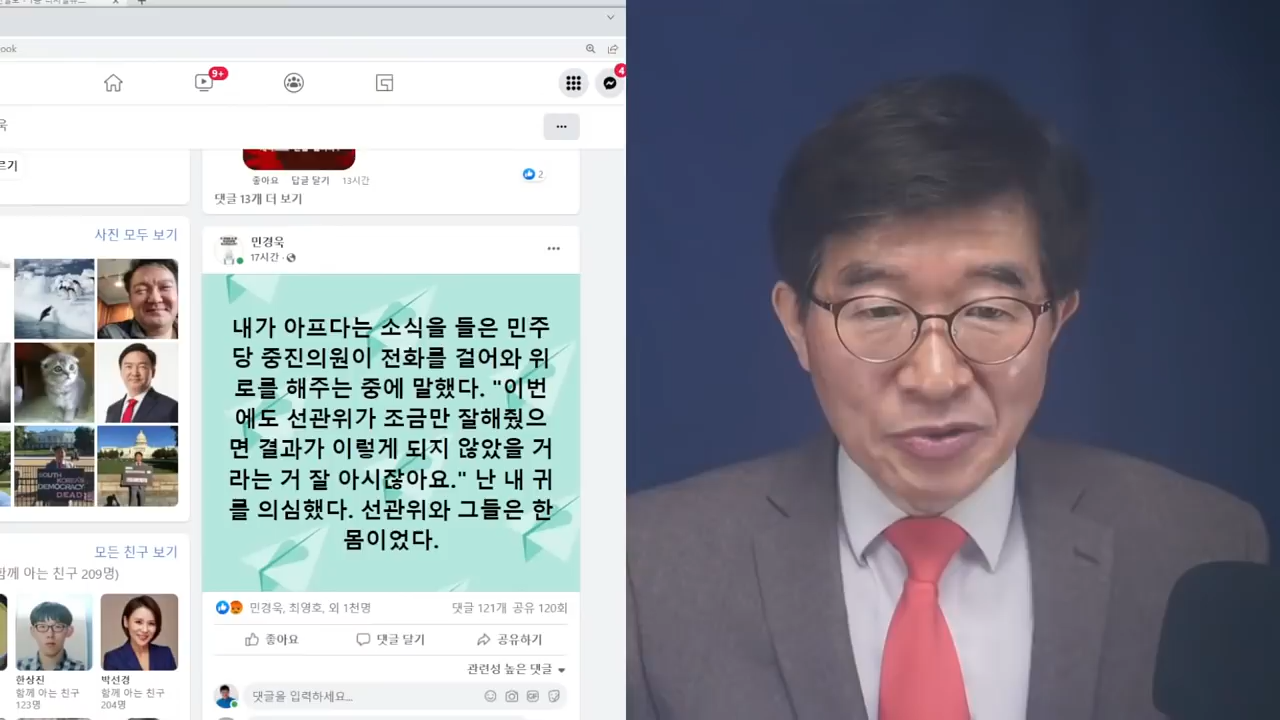 ook
9+
4
욱
르기
좋아요 답글 달기 13시간
2
댓글 13개 더 보기
사진 모두 보기
민경욱
17시간
내가 아프다는 소식을 들은 민주
당 중진의원이 전화를 걸어와 위
로를 해주는 중에 말했다. "이번
에도 선관위가 조금만 잘해줬으
면 결과가 이렇게 되지 않았을 거
라는 거 잘 아시잖아요." 난 내 귀
를 의심했다. 선관위와 그들은 한
몸이었다.
SOUTH
KOREA'S
DEMOCRACY
DEAD
모든 친구 보기
함께 아는 친구 209명)
민경욱, 최영호, 외 1천명
댓글 121개 공유 120회
좋아요 댓글 달기 공유하기
관련성 높은 댓글
댓글을 입력하세요...
GIF
한상진
함께 아는 친구
123명
박선경
함께 아는 친구
204명